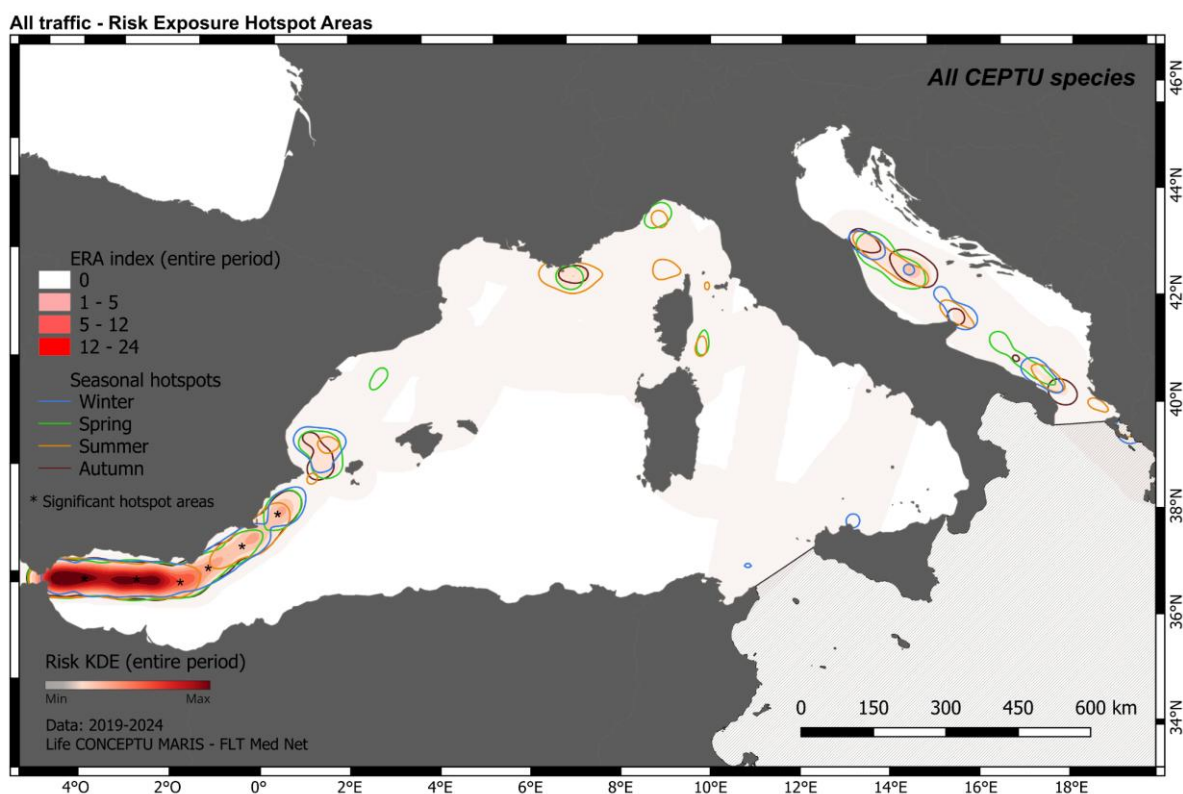 All traffic - Risk Exposure Hotspot Areas
All CEPTU species
46°N
44°N
42°N
40°N
38°N
36°N
34°N
ERA index (entire period)
0
1 - 5
5 - 12
12 - 24
Seasonal hotspots
Winter
Spring
Summer
Autumn
* Significant hotspot areas
Risk KDE (entire period)
Min Max
Data: 2019-2024
Life CONCEPTU MARIS - FLT Med Net
0 150 300 450 600 km
4°O 2°O 0° 2°E 4°E 6°E 8°E 10°E 12°E 14°E 16°E 18°E